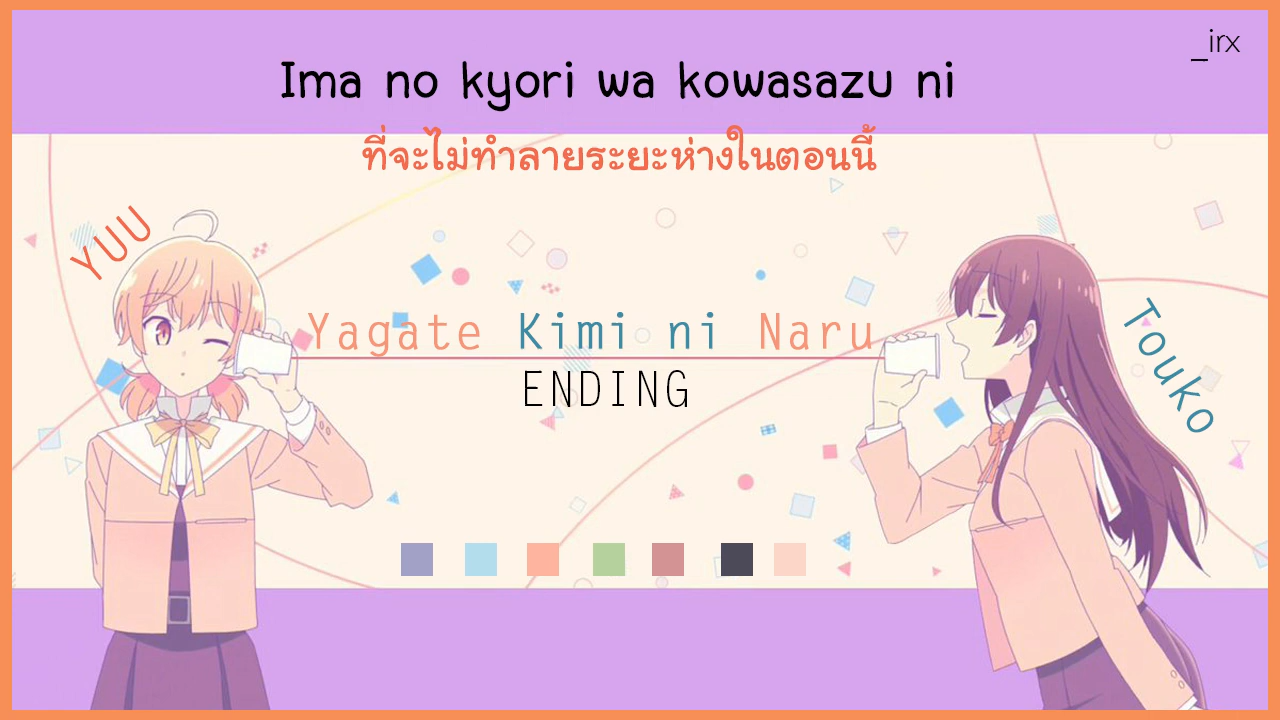 _irx
Ima no kyori wa kowasazu ni
ที่จะไม่ทำลายระยะห่างในตอนนี้
YUU
Yagate Kimi ni Naru
Touko
ENDING